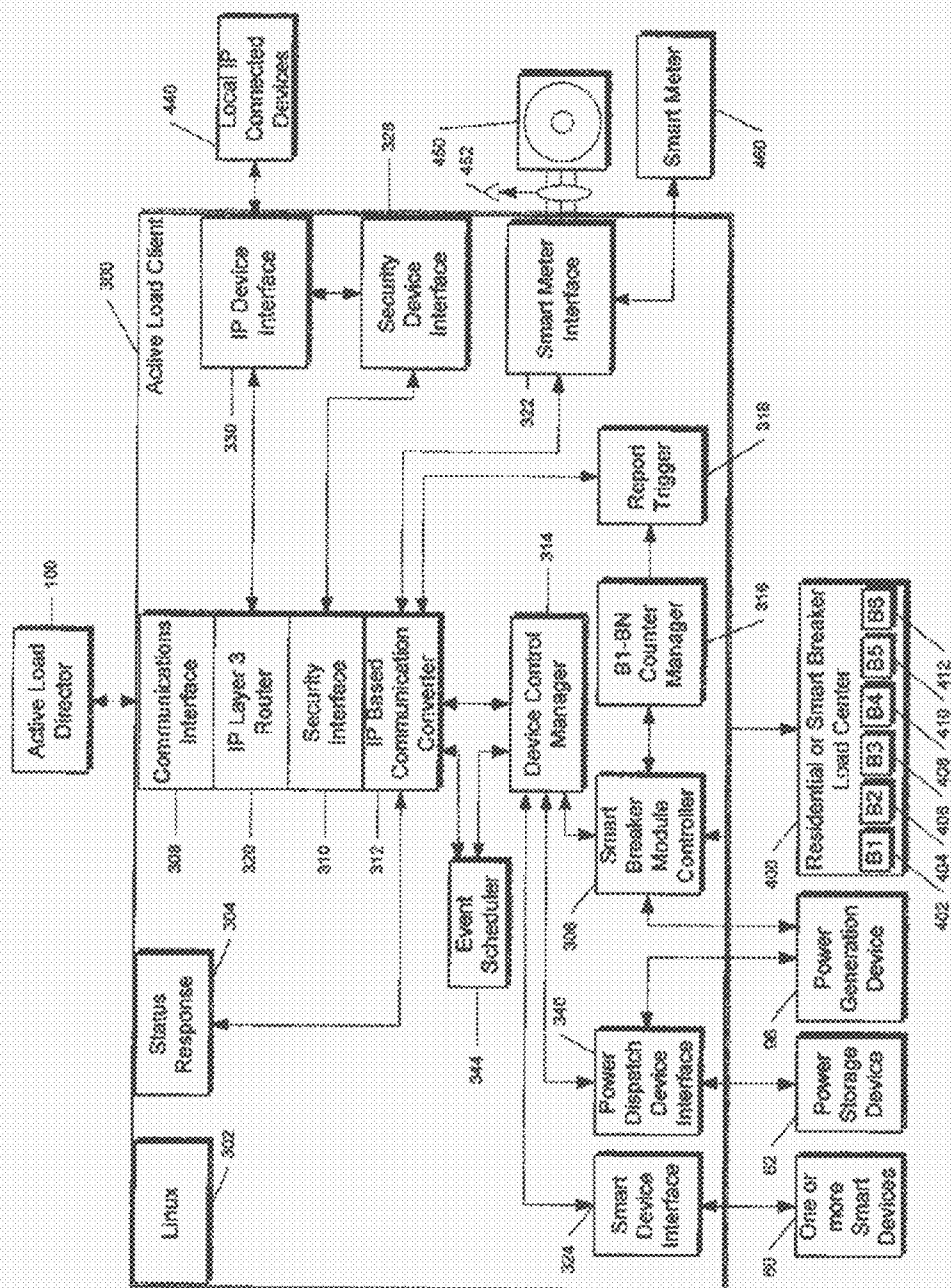 Active Load
Director
100
300
Active Load Client
Linux
302
Status
Response
304
Communications
Interface
308
IP Layer 3
Router
320
Security
Interface
310
IP Based
Communication
Converter
312
IP Device
Interface
330
Local IP
Connected
Devices
440
Security
Device
Interface
328
Smart Meter
Interface
322
452
450
Smart Meter
460
Event
Scheduler
344
Device Control
Manager
314
Report
Trigger
318
B1-BN
Counter
Manager
316
Smart
Breaker
Module
Controller
306
Power
Dispatch
Device
Interface
340
Smart
Device
Interface
324
One or
more
Smart
Devices
60
Power
Storage
Device
62
Power
Generation
Device
96
Residential or Smart Breaker
Load Center
400
B1 B2 B3 B4 B5 B6
402
404
406
408
410
412